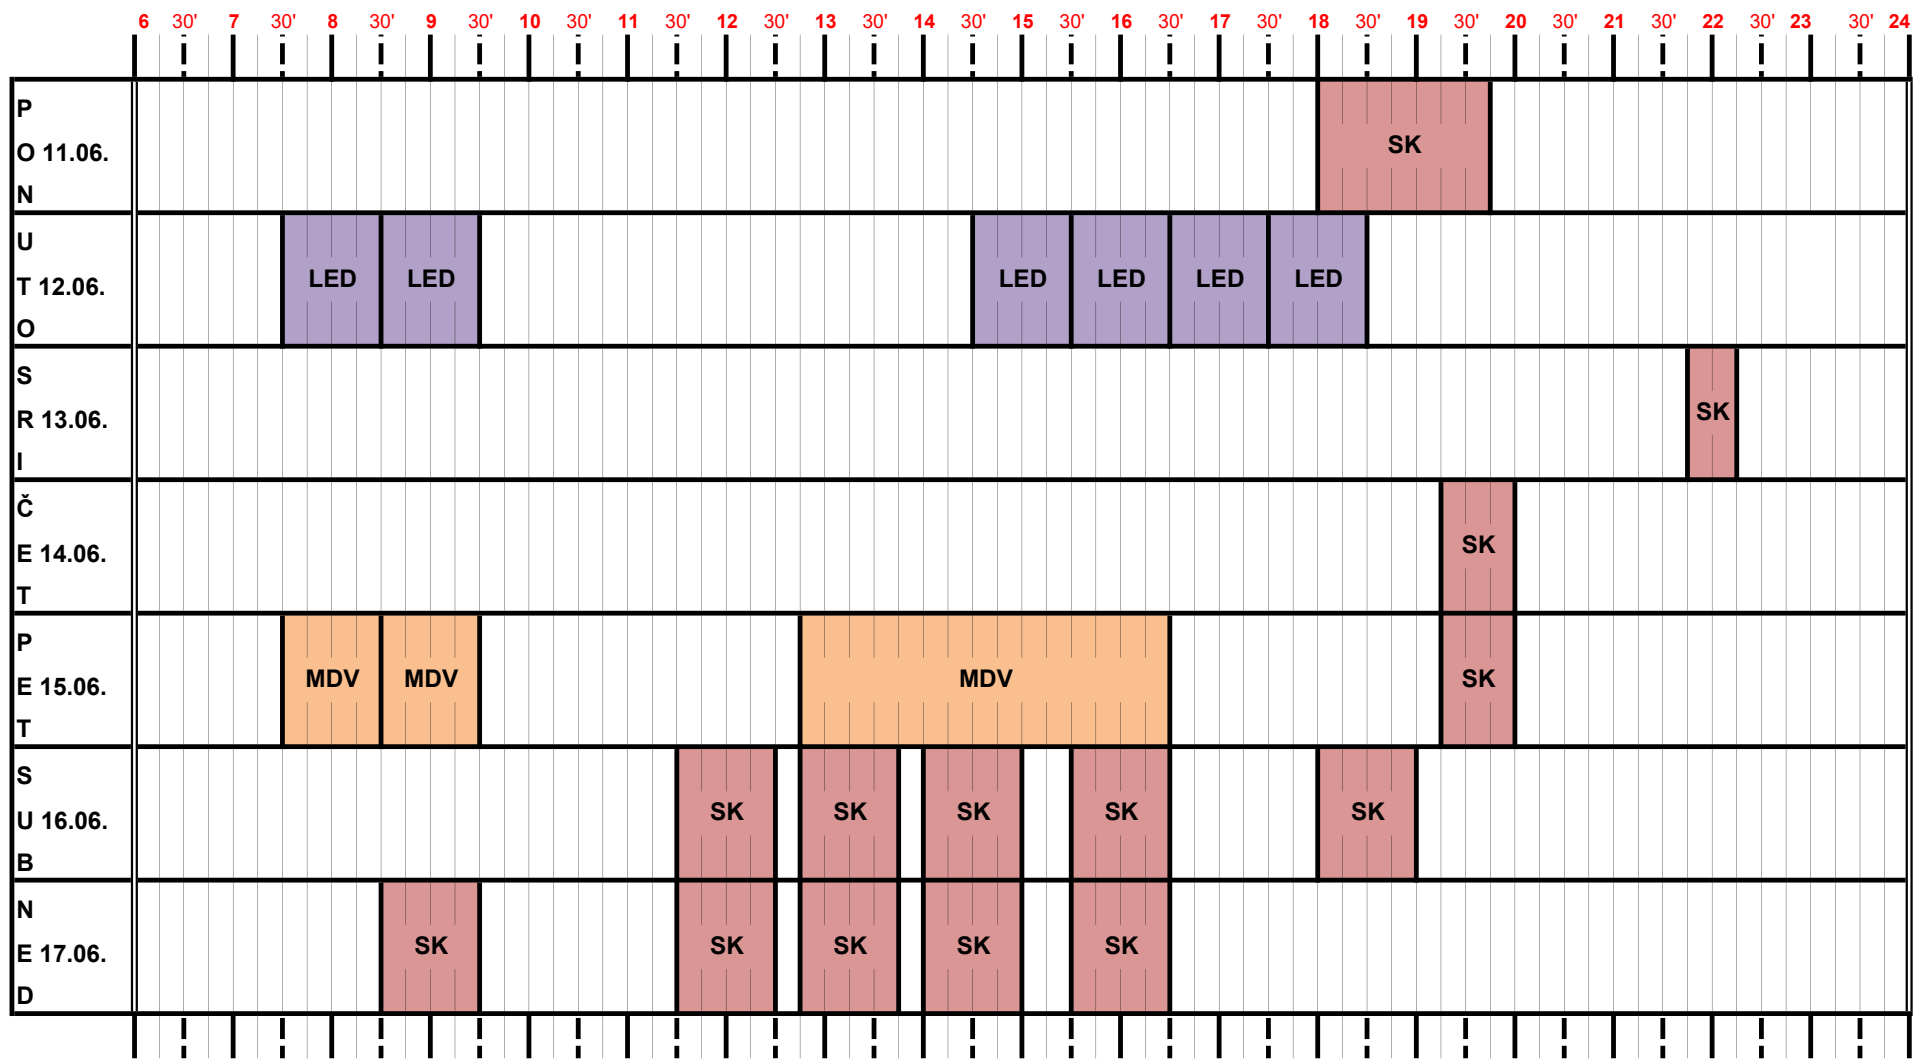 6 30' 7 30' 8 30' 9 30' 10 30' 11 30' 12 30' 13 30' 14 30' 15 30' 16 30' 17 30' 18 30' 19 30' 20 30' 21 30' 22 30' 23 30' 24
P
O 11.06.
N
SK
U
T 12.06.
O
LED LED LED LED LED LED
S
R 13.06.
I
SK
Č
E 14.06.
T
SK
P
E 15.06.
T
MDV MDV MDV SK
S
U 16.06.
B
SK SK SK SK SK
N
E 17.06.
D
SK SK SK SK SK